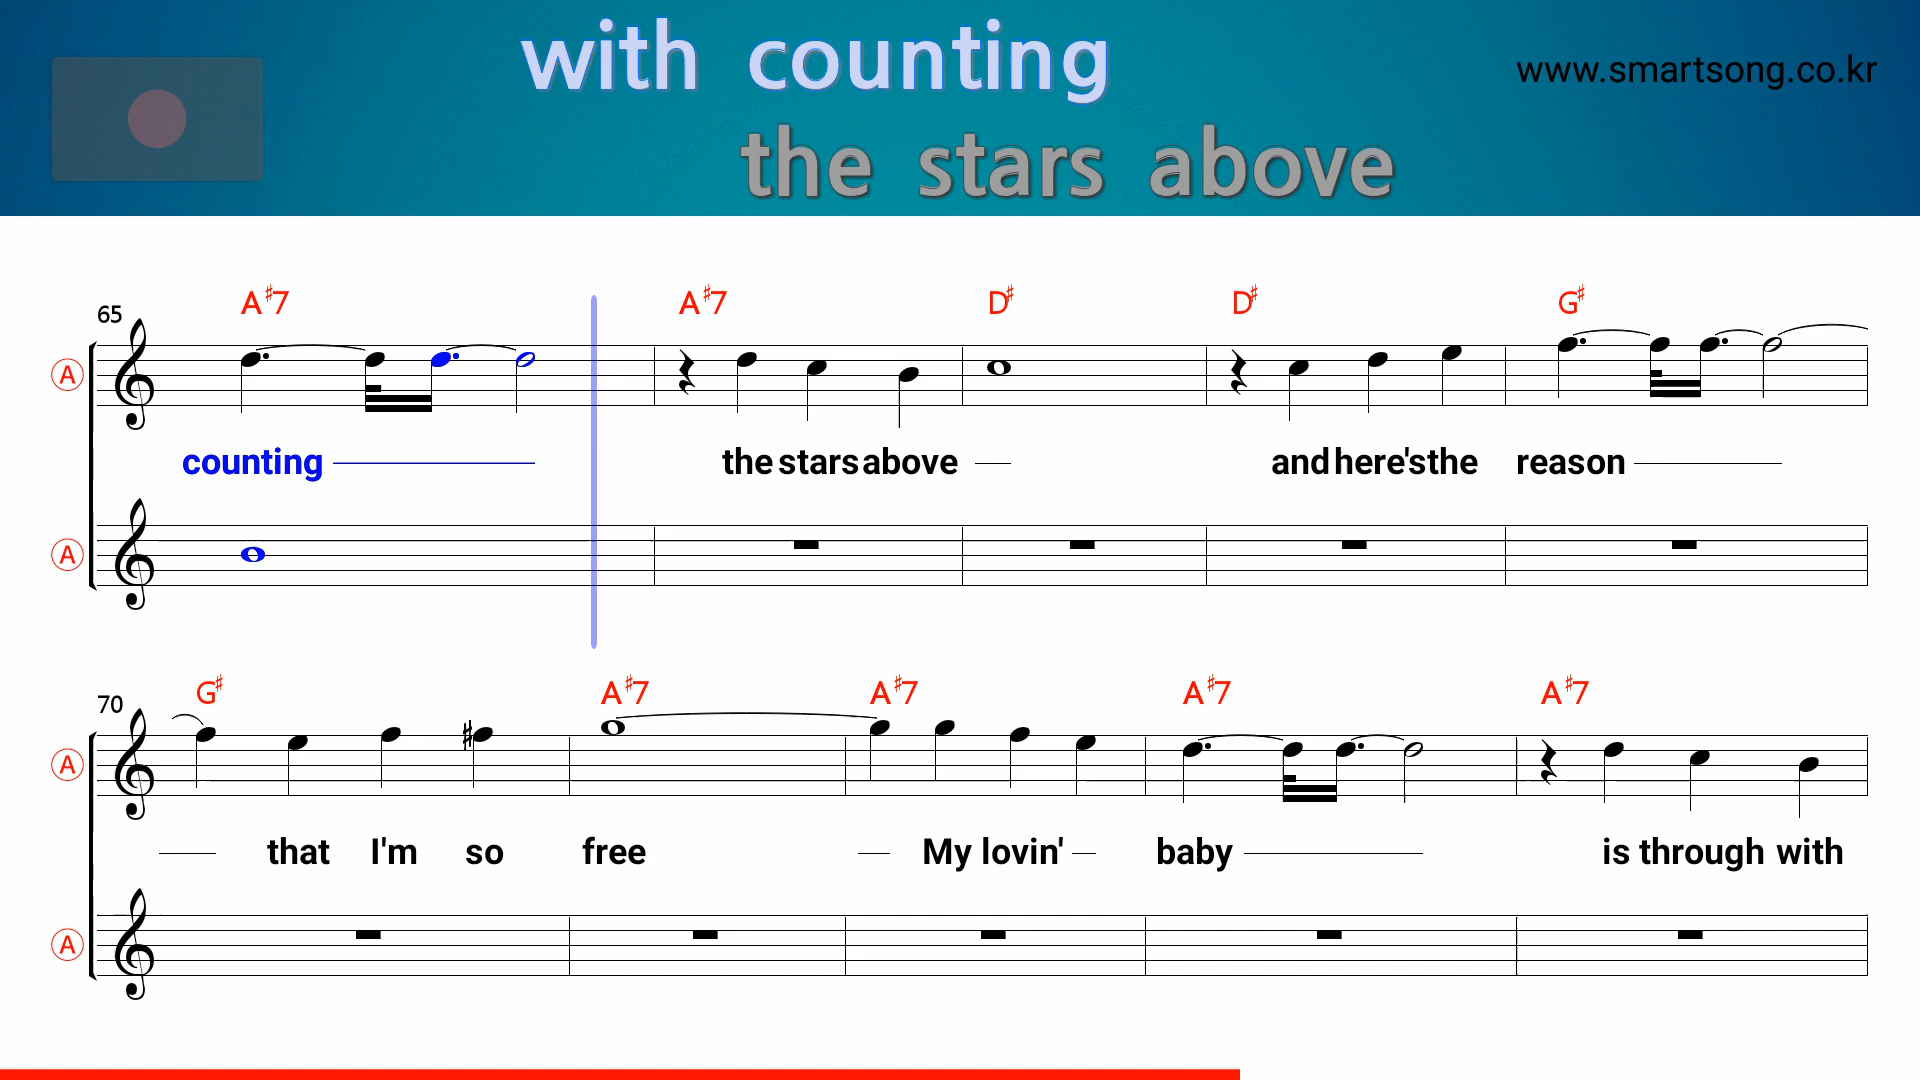 with counting
www.smartsong.co.kr
the stars above
65
A♯7 A♯7 D♯ D♯ G♯
A
counting the stars above and here's the reason
A
70
G♯ A♯7 A♯7 A♯7 A♯7
A
that I'm so free My lovin' baby is through with
A